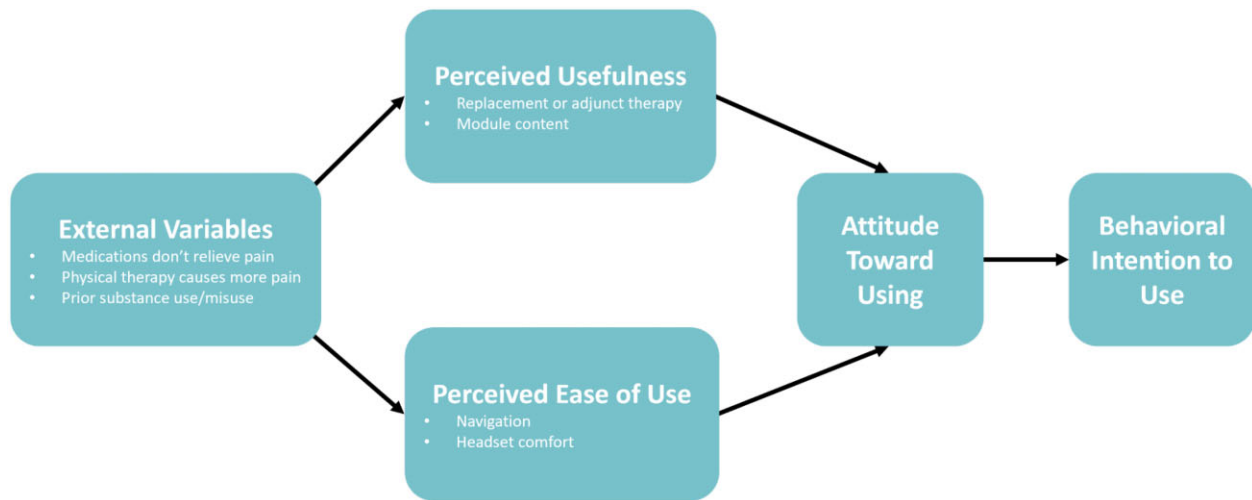 External Variables
• Medications don't relieve pain
• Physical therapy causes more pain
• Prior substance use/misuse
Perceived Usefulness
• Replacement or adjunct therapy
• Module content
Perceived Ease of Use
• Navigation
• Headset comfort
Attitude
Toward
Using
Behavioral
Intention to
Use